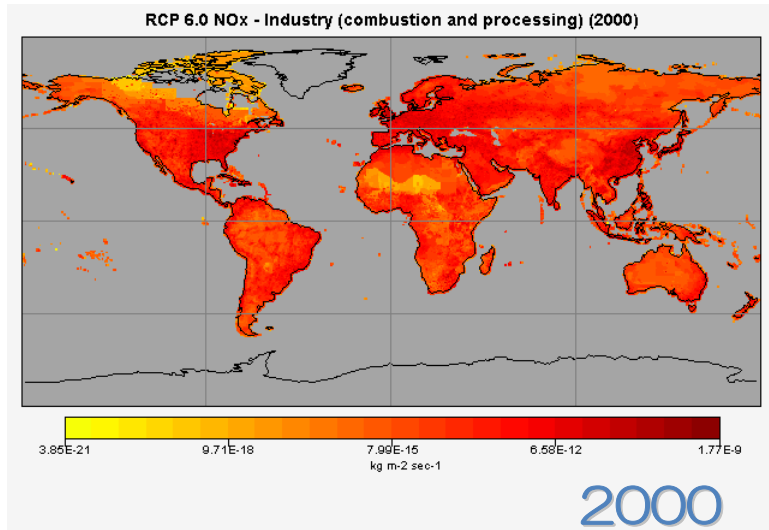 RCP 6.0 NOx - Industry (combustion and processing) (2000)
3.85E-21 9.71E-18 7.99E-15 6.58E-12 1.77E-9
kg m-2 sec-1
2000